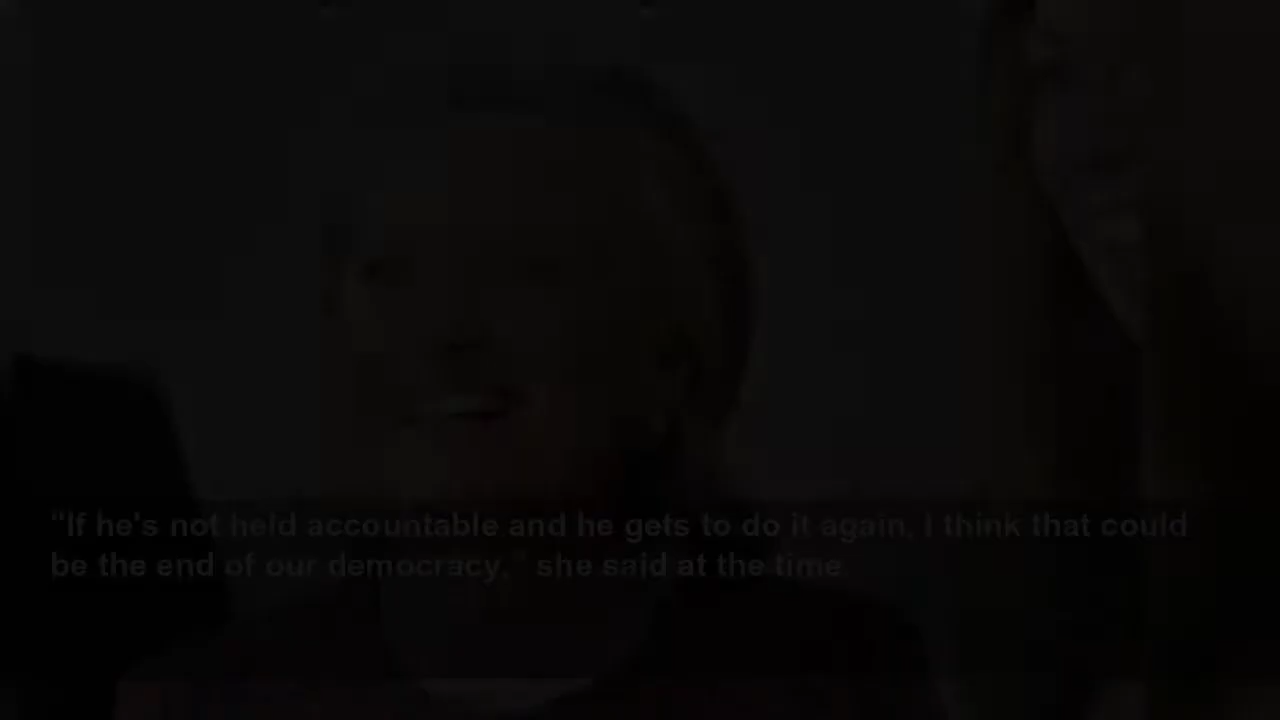 "If he's not held accountable and he gets to do it again, I think that could
be the end of our democracy," she said at the time.